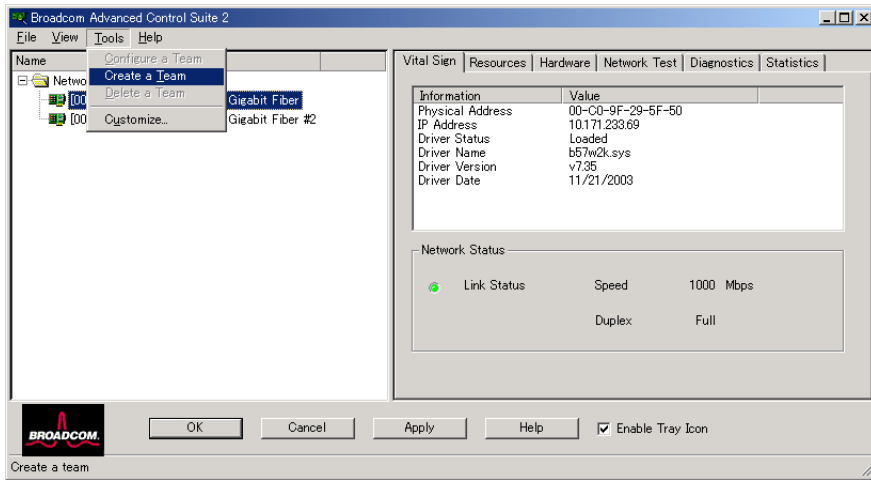 Broadcom Advanced Control Suite 2
File View Tools Help
Name
Configure a Team
Create a Team
Delete a Team
Customize...
Netwo
[00 Gigabit Fiber
[00 Gigabit Fiber #2
Vital Sign Resources Hardware Network Test Diagnostics Statistics
Information Value
Physical Address 00-C0-9F-29-5F-50
IP Address 10.171.233.69
Driver Status Loaded
Driver Name b57w2k.sys
Driver Version v7.35
Driver Date 11/21/2003
Network Status
Link Status Speed 1000 Mbps
Duplex Full
BROADCOM.
OK Cancel Apply Help Enable Tray Icon
Create a team